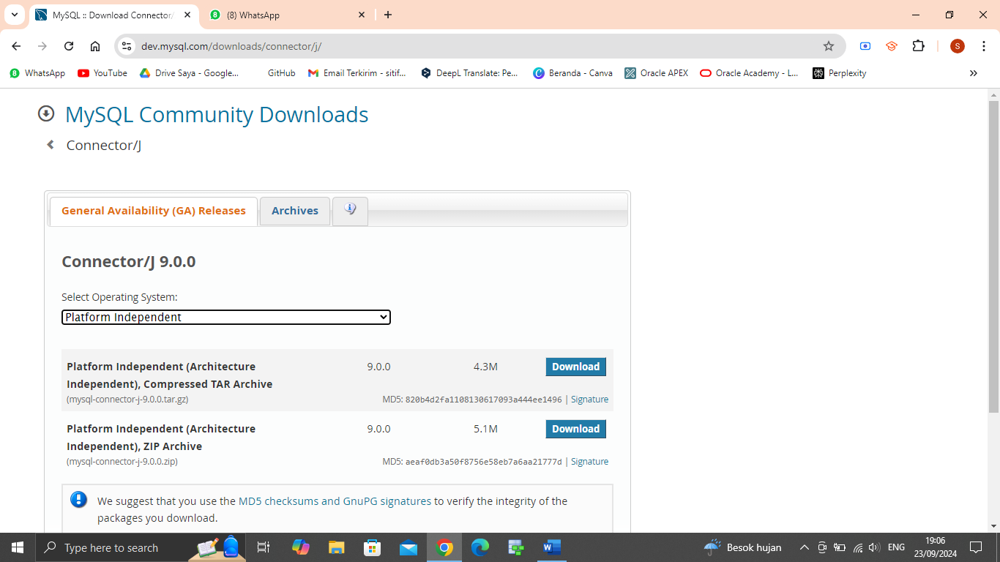 MySQL :: Download Connector/
(8) WhatsApp
dev.mysql.com/downloads/connector/j/
S
WhatsApp
YouTube
Drive Saya - Google...
GitHub
Email Terkirim - sitif...
DeepL Translate: Pe...
Beranda - Canva
Oracle APEX
Oracle Academy - L...
Perplexity
MySQL Community Downloads
Connector/J
General Availability (GA) Releases
Archives
Connector/J 9.0.0
Select Operating System:
Platform Independent
Platform Independent (Architecture 9.0.0 4.3M Download
Independent), Compressed TAR Archive
(mysql-connector-j-9.0.0.tar.gz) MD5: 820b4d2fa1108130617093a444ee1496 | Signature
Platform Independent (Architecture 9.0.0 5.1M Download
Independent), ZIP Archive
(mysql-connector-j-9.0.0.zip) MD5: aeaf0db3a50f8756e58eb7a6aa21777d | Signature
We suggest that you use the MD5 checksums and GnuPG signatures to verify the integrity of the
packages you download.
Type here to search
Besok hujan
ENG
19:06
23/09/2024